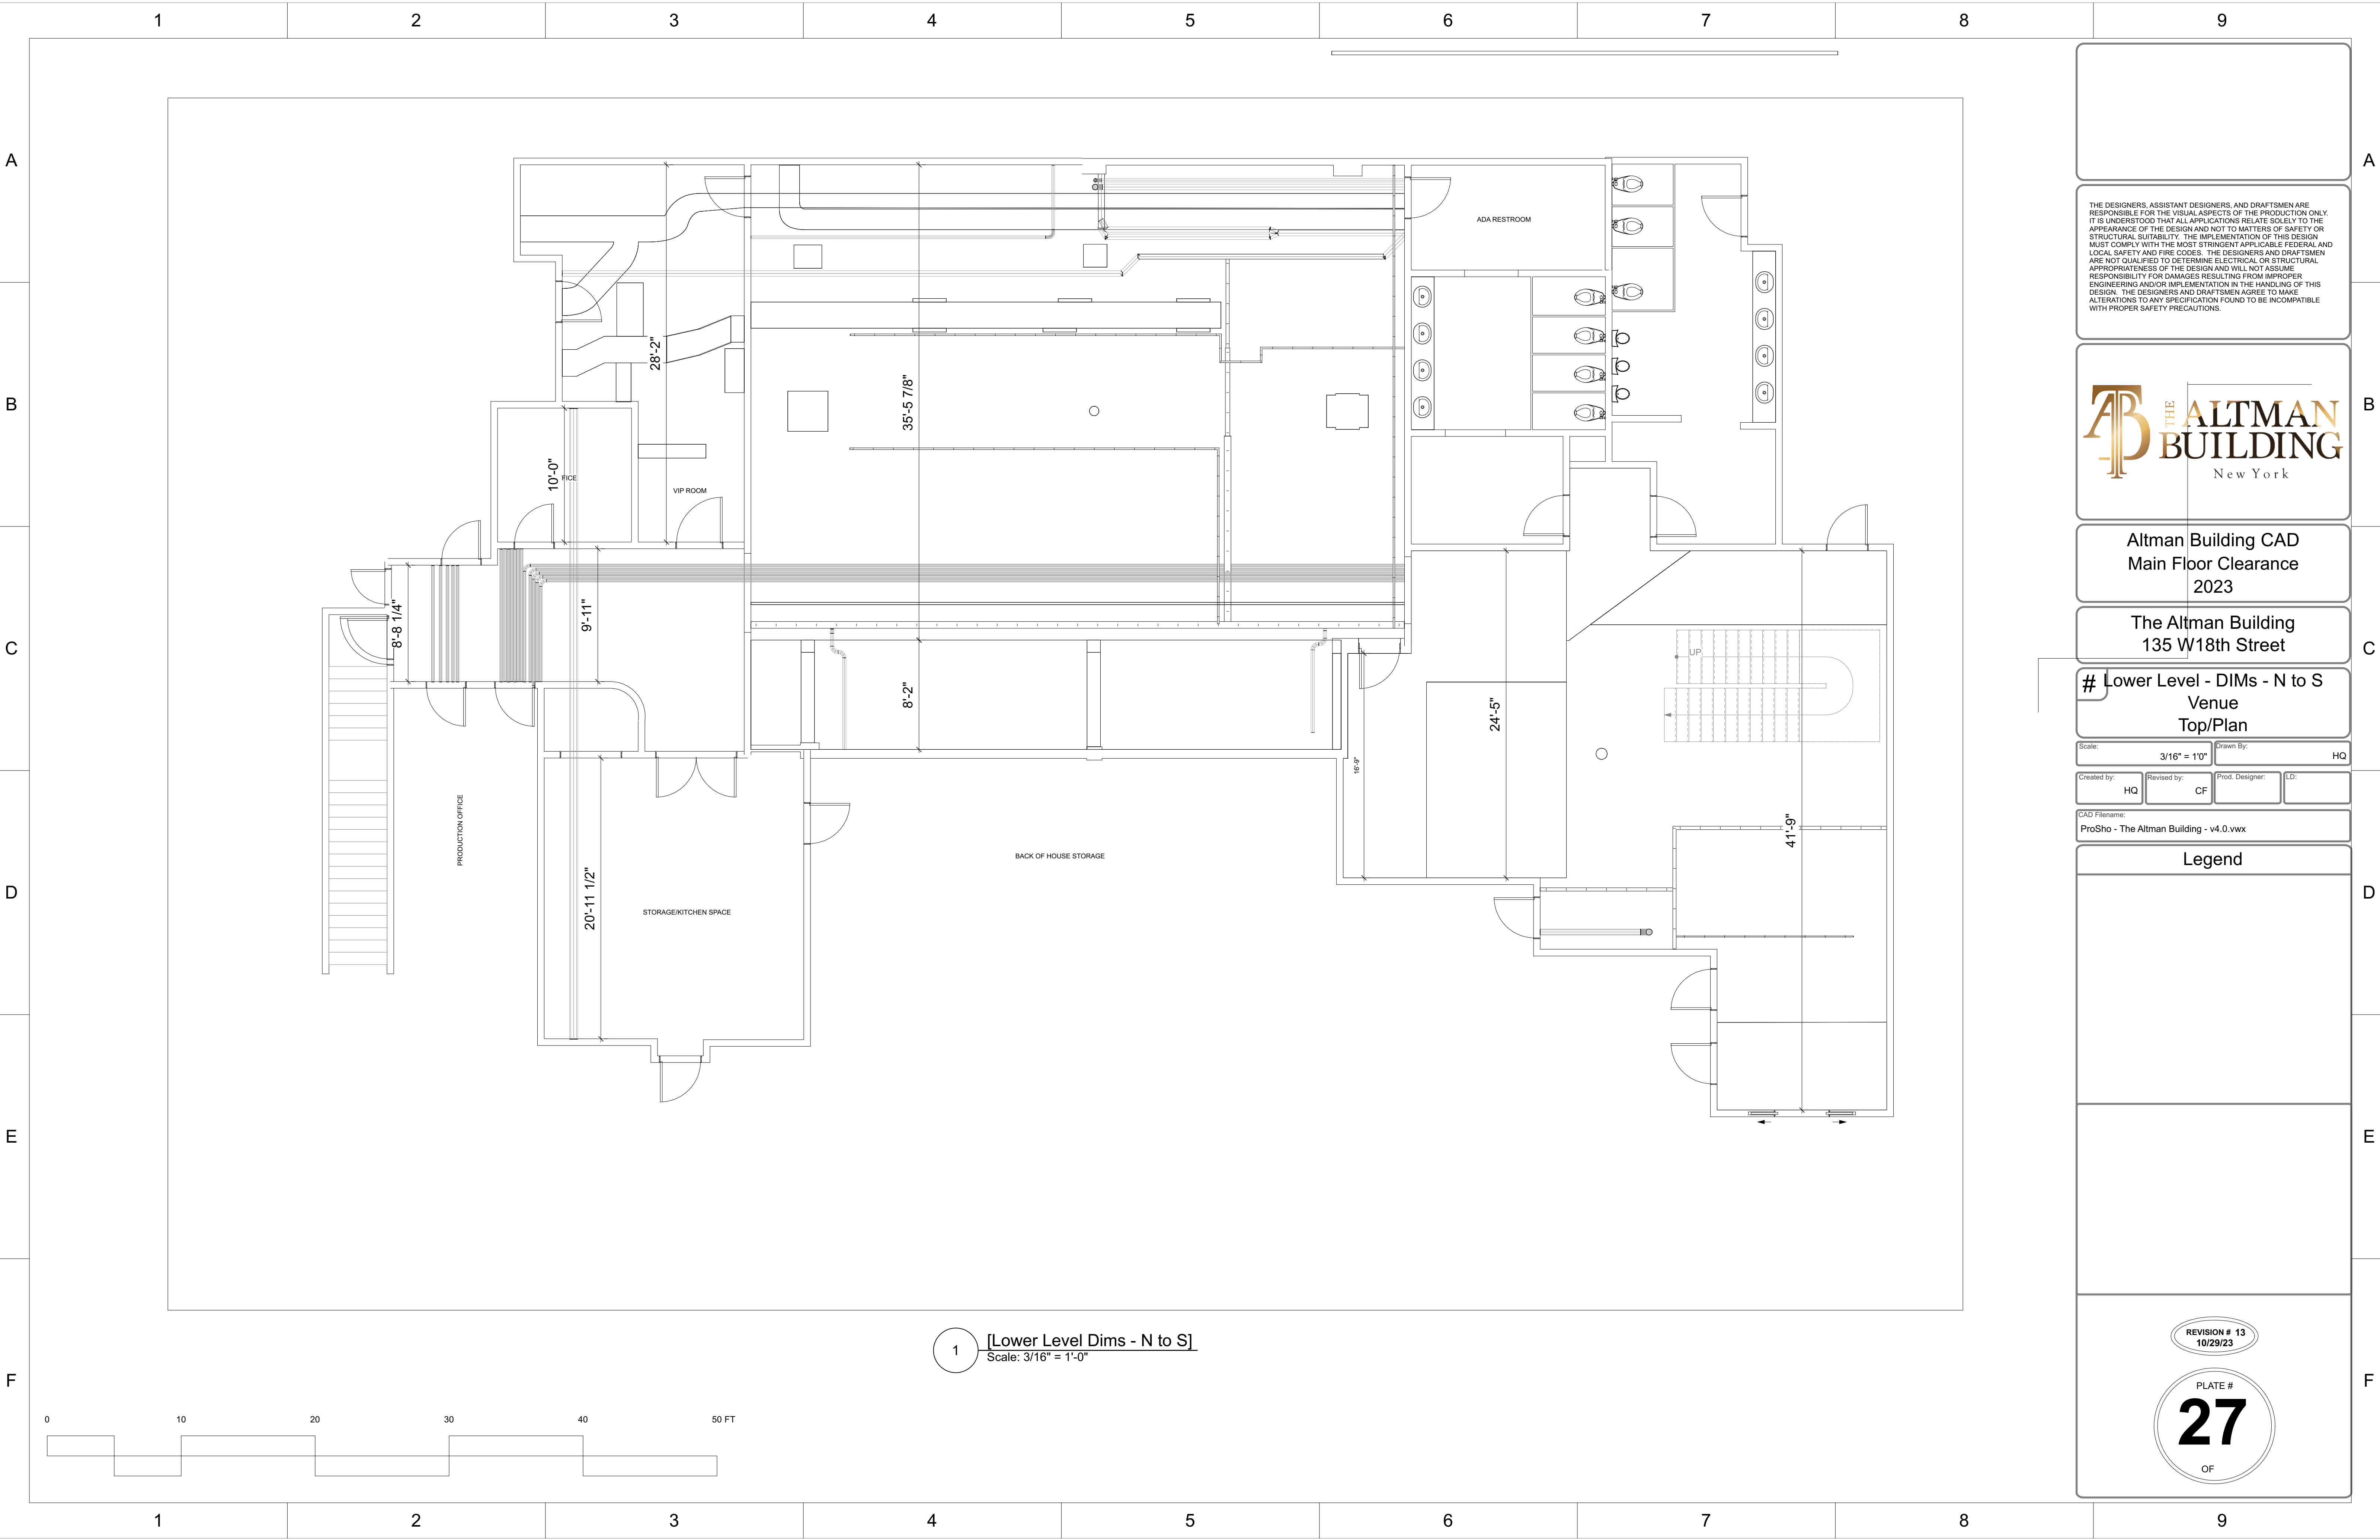 1 2 3 4 5 6 7 8 9
A A
B B
C C
D D
E E
F F
ADA RESTROOM
28'-2"
35'-5 7/8"
10'-0"
FICE
VIP ROOM
8'-8 1/4"
9'-11"
8'-2"
24'-5"
16'-9"
41'-9"
UP
PRODUCTION OFFICE
20'-11 1/2"
STORAGE/KITCHEN SPACE
BACK OF HOUSE STORAGE
1
[Lower Level Dims - N to S]
Scale: 3/16" = 1'-0"
0 10 20 30 40 50 FT
THE DESIGNERS, ASSISTANT DESIGNERS, AND DRAFTSMEN ARE
RESPONSIBLE FOR THE VISUAL ASPECTS OF THE PRODUCTION ONLY.
IT IS UNDERSTOOD THAT ALL APPLICATIONS RELATE SOLELY TO THE
APPEARANCE OF THE DESIGN AND NOT TO MATTERS OF SAFETY OR
STRUCTURAL SUITABILITY. THE IMPLEMENTATION OF THIS DESIGN
MUST COMPLY WITH THE MOST STRINGENT APPLICABLE FEDERAL AND
LOCAL SAFETY AND FIRE CODES. THE DESIGNERS AND DRAFTSMEN
ARE NOT QUALIFIED TO DETERMINE ELECTRICAL OR STRUCTURAL
APPROPRIATENESS OF THE DESIGN AND WILL NOT ASSUME
RESPONSIBILITY FOR DAMAGES RESULTING FROM IMPROPER
ENGINEERING AND/OR IMPLEMENTATION IN THE HANDLING OF THIS
DESIGN. THE DESIGNERS AND DRAFTSMEN AGREE TO MAKE
ALTERATIONS TO ANY SPECIFICATION FOUND TO BE INCOMPATIBLE
WITH PROPER SAFETY PRECAUTIONS.
THE ALTMAN
BUILDING
New York
Altman Building CAD
Main Floor Clearance
2023
The Altman Building
135 W18th Street
# Lower Level - DIMs - N to S
Venue
Top/Plan
Scale: 3/16" = 1'0" Drawn By: HQ
Created by: HQ Revised by: CF Prod. Designer: LD:
CAD Filename:
ProSho - The Altman Building - v4.0.vwx
Legend
REVISION # 13
10/29/23
PLATE #
27
OF
1 2 3 4 5 6 7 8 9